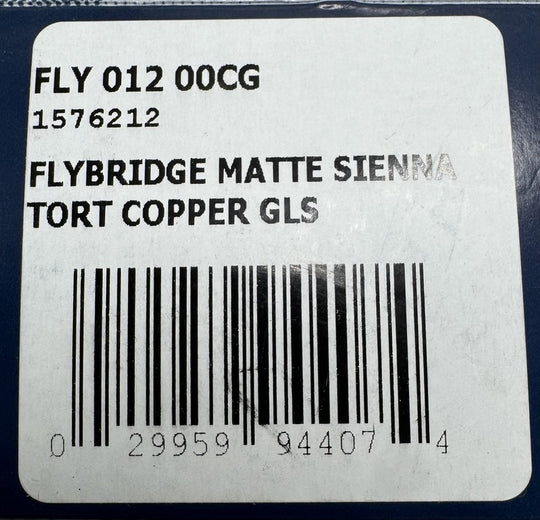 FLY 012 00CG
1576212
FLYBRIDGE MATTE SIENNA
TORT COPPER GLS
0 29959 94407 4